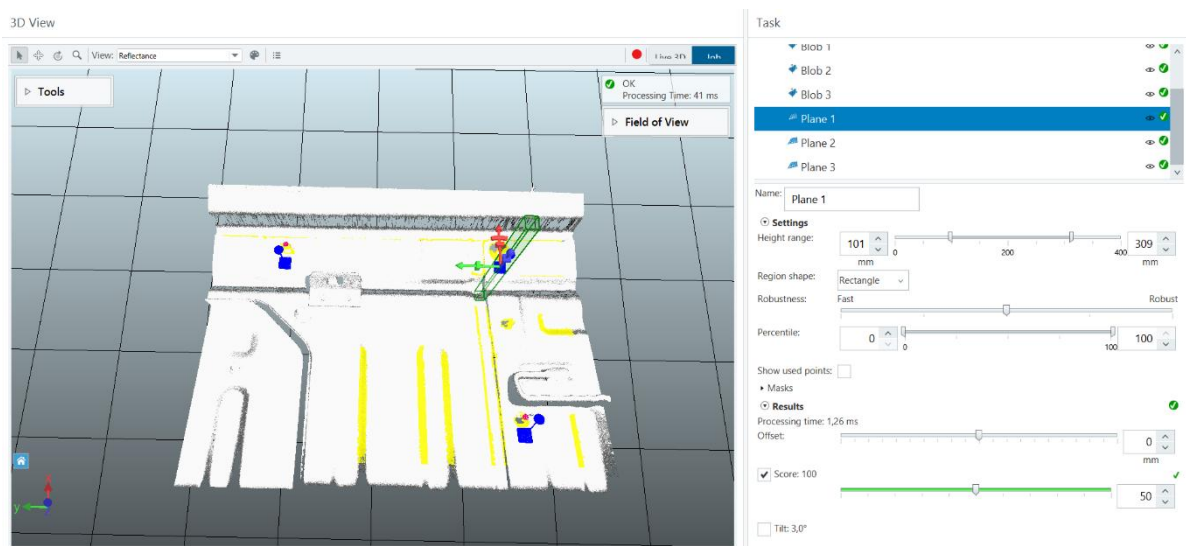 3D View
View: Reflectance
Live 3D
Job
Tools
OK
Processing Time: 41 ms
Field of View
y
Task
Blob 1
Blob 2
Blob 3
Plane 1
Plane 2
Plane 3
Name: Plane 1
Settings
Height range: 101 mm 0 200 400 309 mm
Region shape: Rectangle
Robustness: Fast Robust
Percentile: 0 0 100 100
Show used points:
Masks
Results
Processing time: 1,26 ms
Offset: 0 mm
Score: 100
50
Tilt: 3,0°